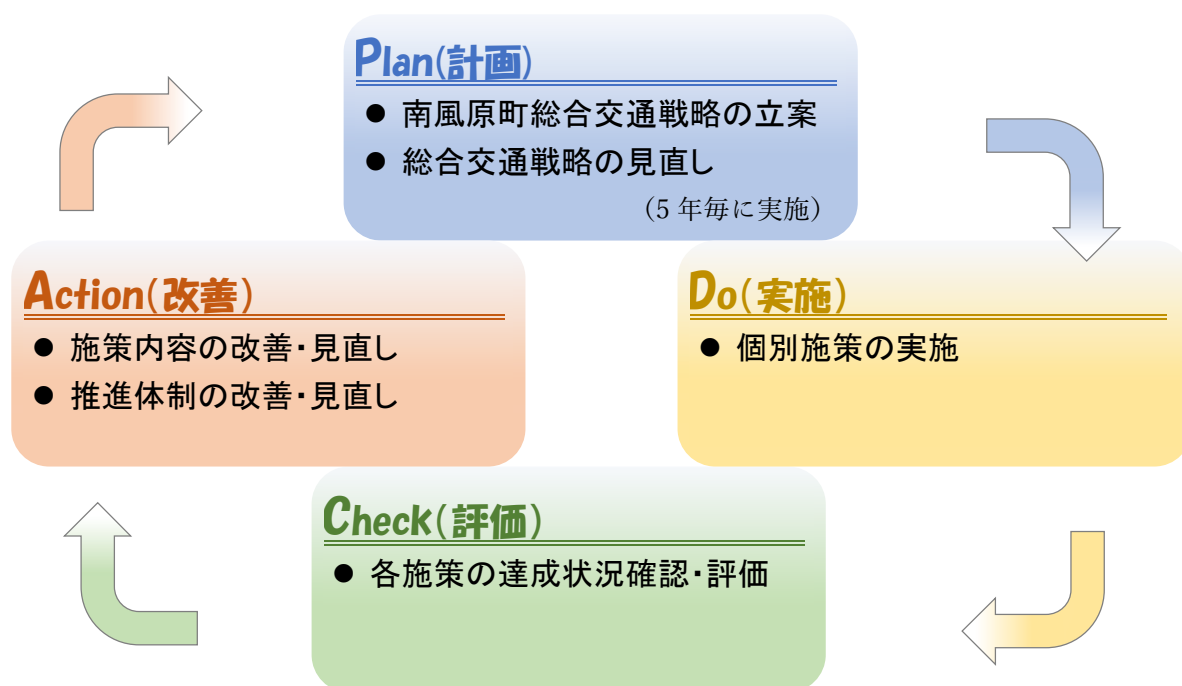 Plan(計画)
● 南風原町総合交通戦略の立案
● 総合交通戦略の見直し
（5 年毎に実施）
Do(実施)
● 個別施策の実施
Check(評価)
● 各施策の達成状況確認・評価
Action(改善)
● 施策内容の改善・見直し
● 推進体制の改善・見直し